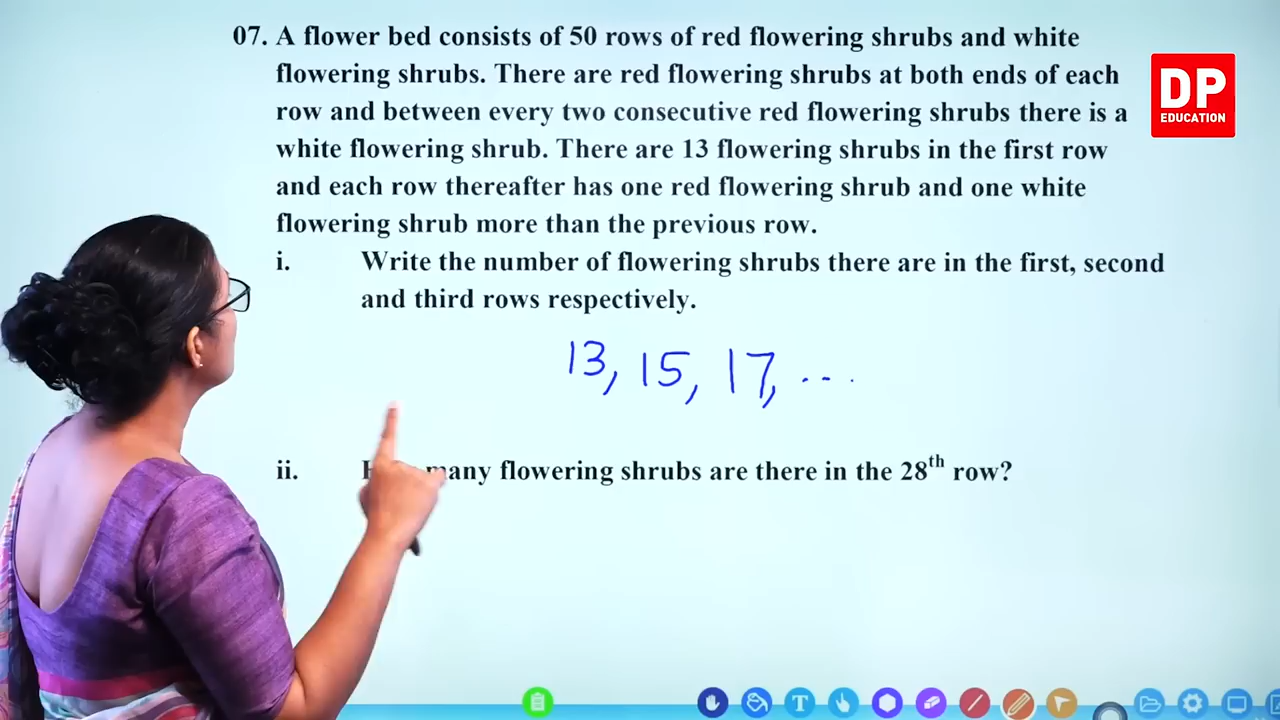 07. A flower bed consists of 50 rows of red flowering shrubs and white
flowering shrubs. There are red flowering shrubs at both ends of each
row and between every two consecutive red flowering shrubs there is a
white flowering shrub. There are 13 flowering shrubs in the first row
and each row thereafter has one red flowering shrub and one white
flowering shrub more than the previous row.
i. Write the number of flowering shrubs there are in the first, second
and third rows respectively.
13, 15, 17, ...
ii. many flowering shrubs are there in the 28th row?
DP
EDUCATION